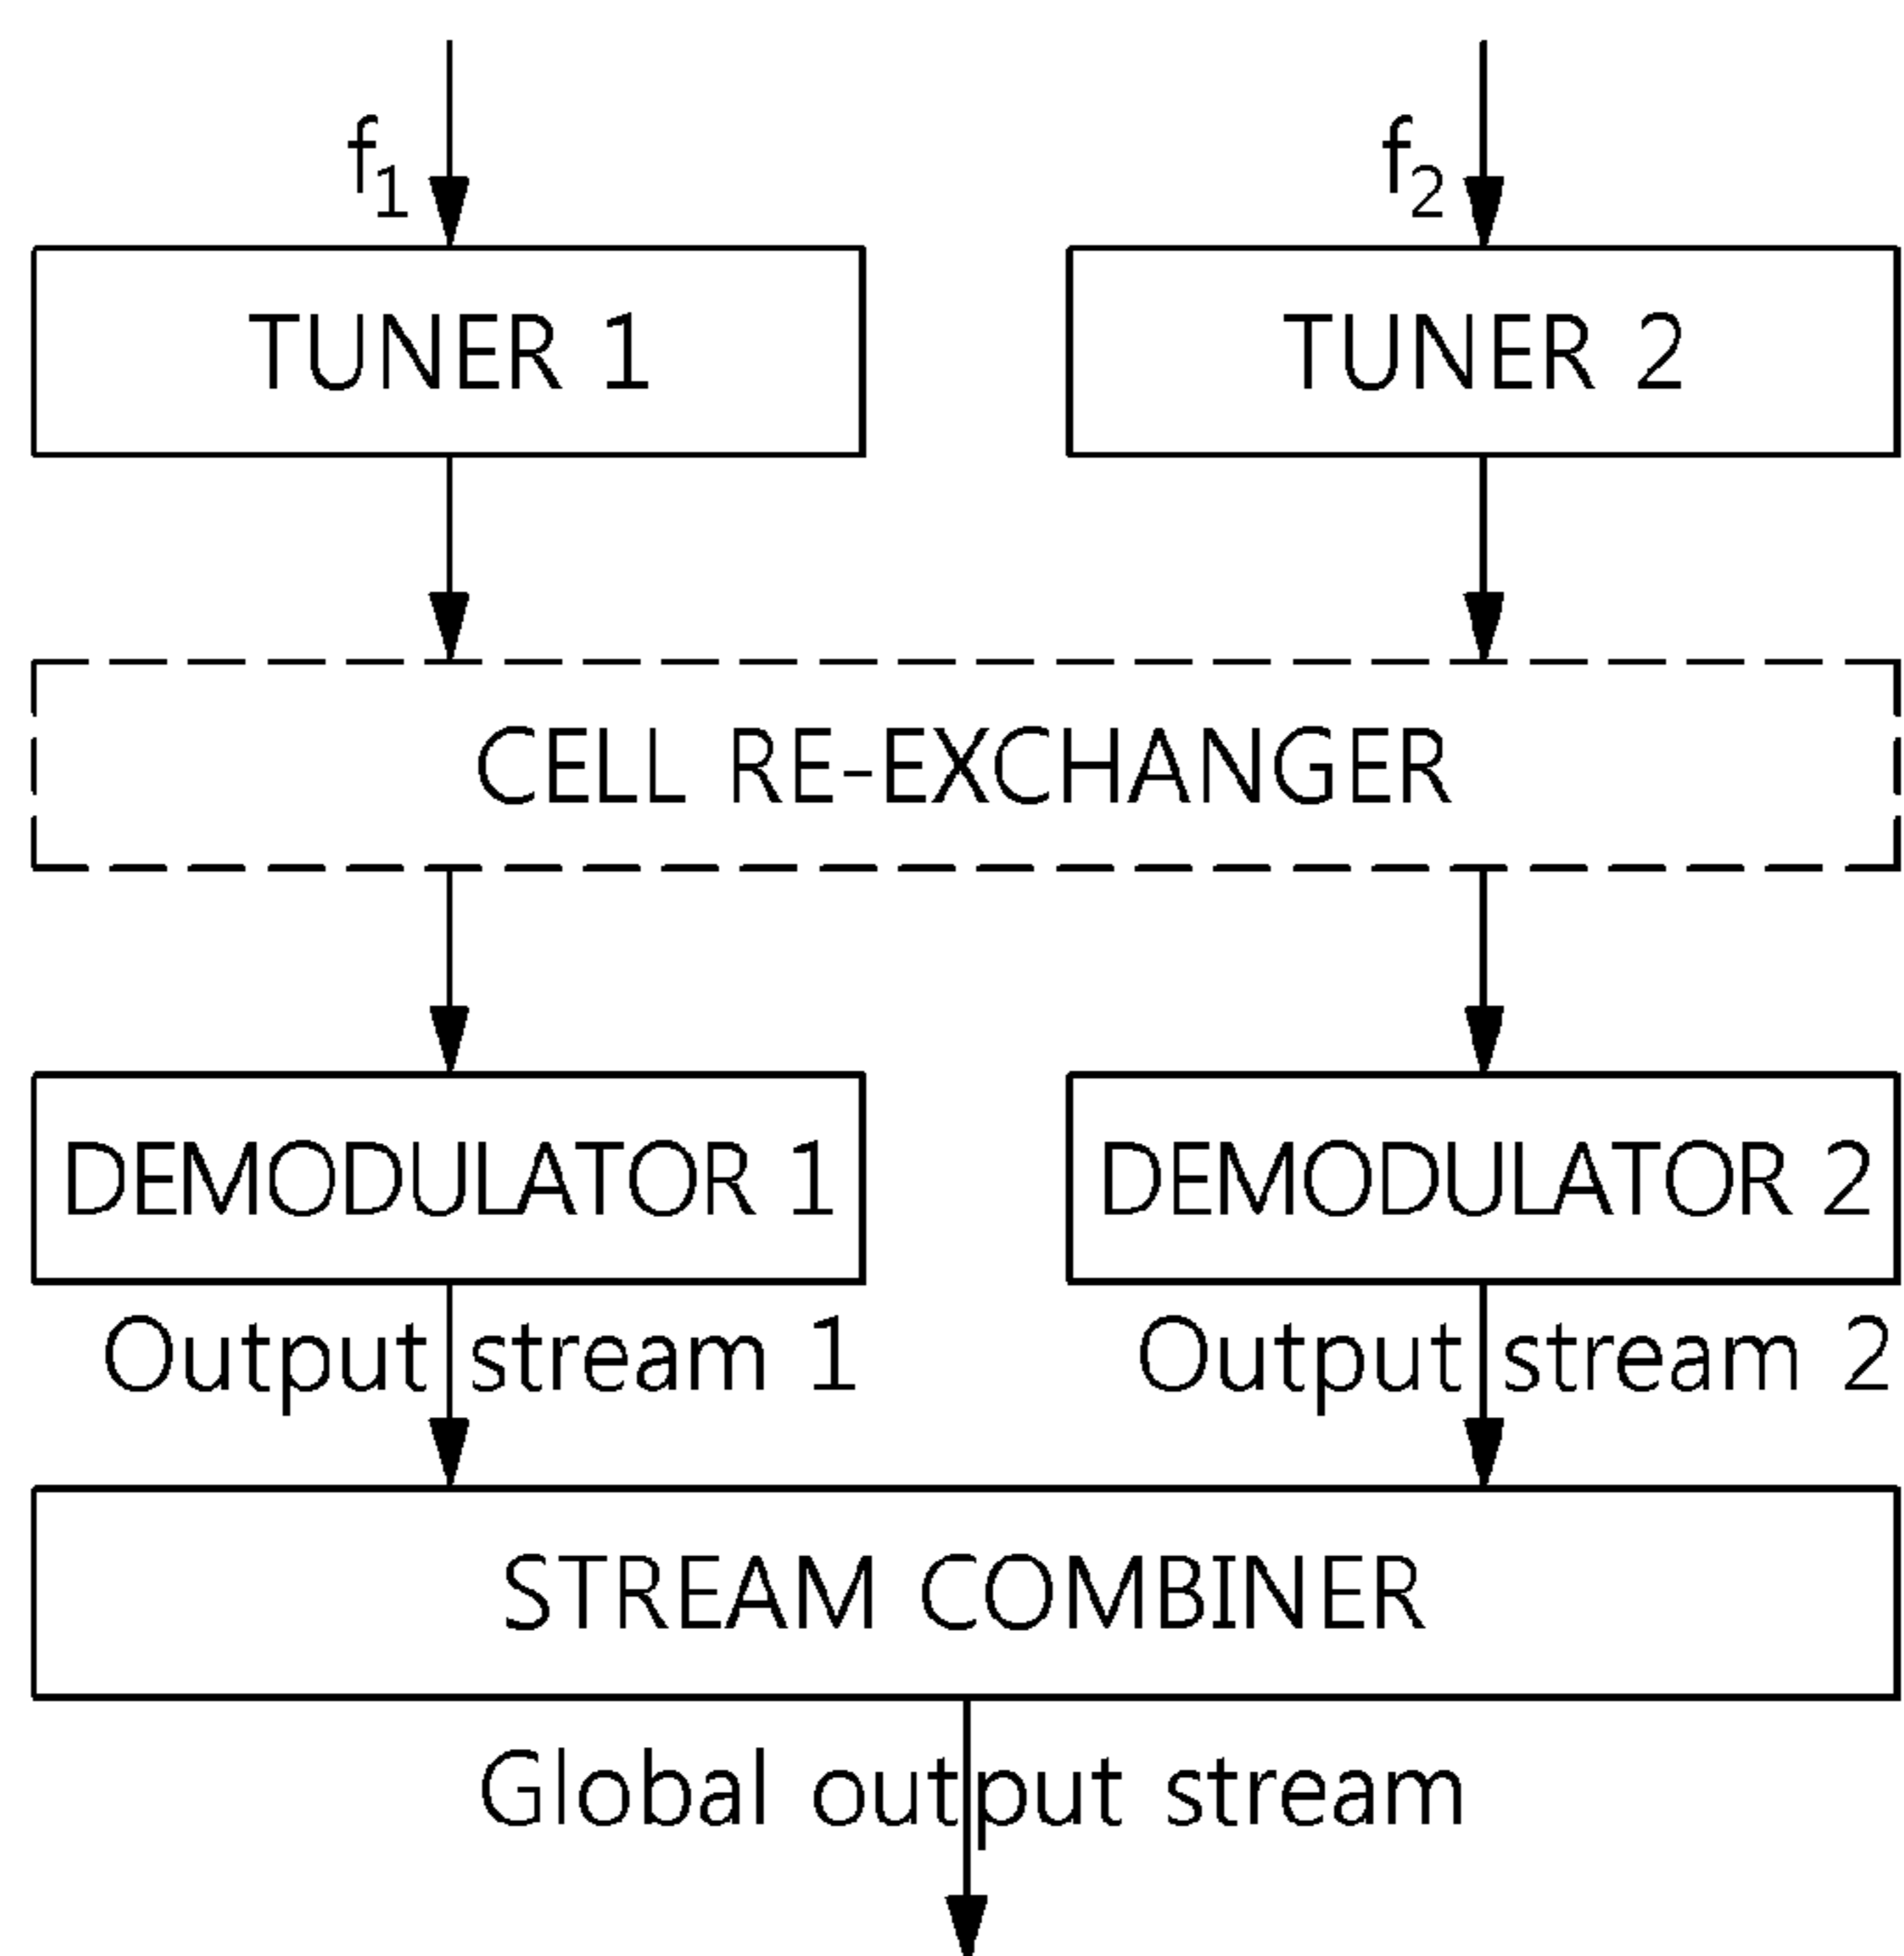 f1
f2
TUNER 1
TUNER 2
CELL RE-EXCHANGER
DEMODULATOR 1
DEMODULATOR 2
Output stream 1
Output stream 2
STREAM COMBINER
Global output stream